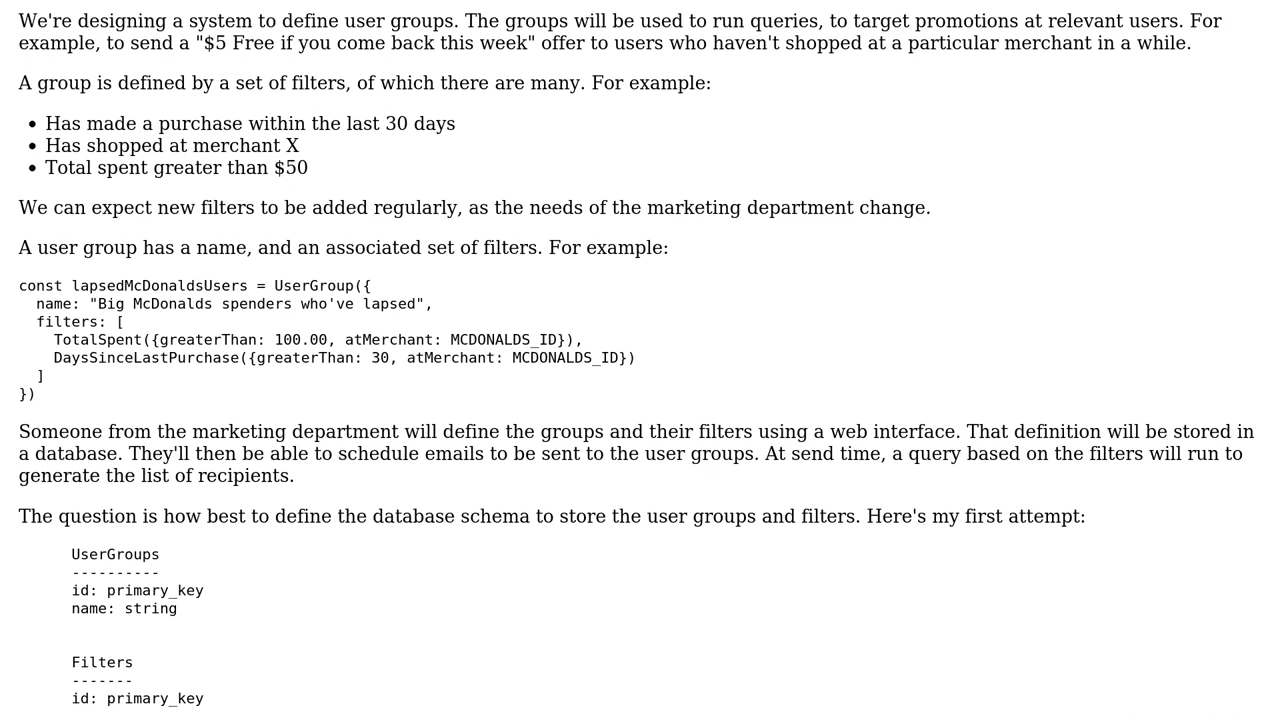 We're designing a system to define user groups. The groups will be used to run queries, to target promotions at relevant users. For
example, to send a "$5 Free if you come back this week" offer to users who haven't shopped at a particular merchant in a while.
A group is defined by a set of filters, of which there are many. For example:
• Has made a purchase within the last 30 days
• Has shopped at merchant X
• Total spent greater than $50
We can expect new filters to be added regularly, as the needs of the marketing department change.
A user group has a name, and an associated set of filters. For example:
const lapsedMcDonaldsUsers = UserGroup({
  name: "Big McDonalds spenders who've lapsed",
  filters: [
    TotalSpent({greaterThan: 100.00, atMerchant: MCDONALDS_ID}),
    DaysSinceLastPurchase({greaterThan: 30, atMerchant: MCDONALDS_ID})
  ]
})
Someone from the marketing department will define the groups and their filters using a web interface. That definition will be stored in
a database. They'll then be able to schedule emails to be sent to the user groups. At send time, a query based on the filters will run to
generate the list of recipients.
The question is how best to define the database schema to store the user groups and filters. Here's my first attempt:
UserGroups
----------
id: primary_key
name: string
Filters
-------
id: primary_key